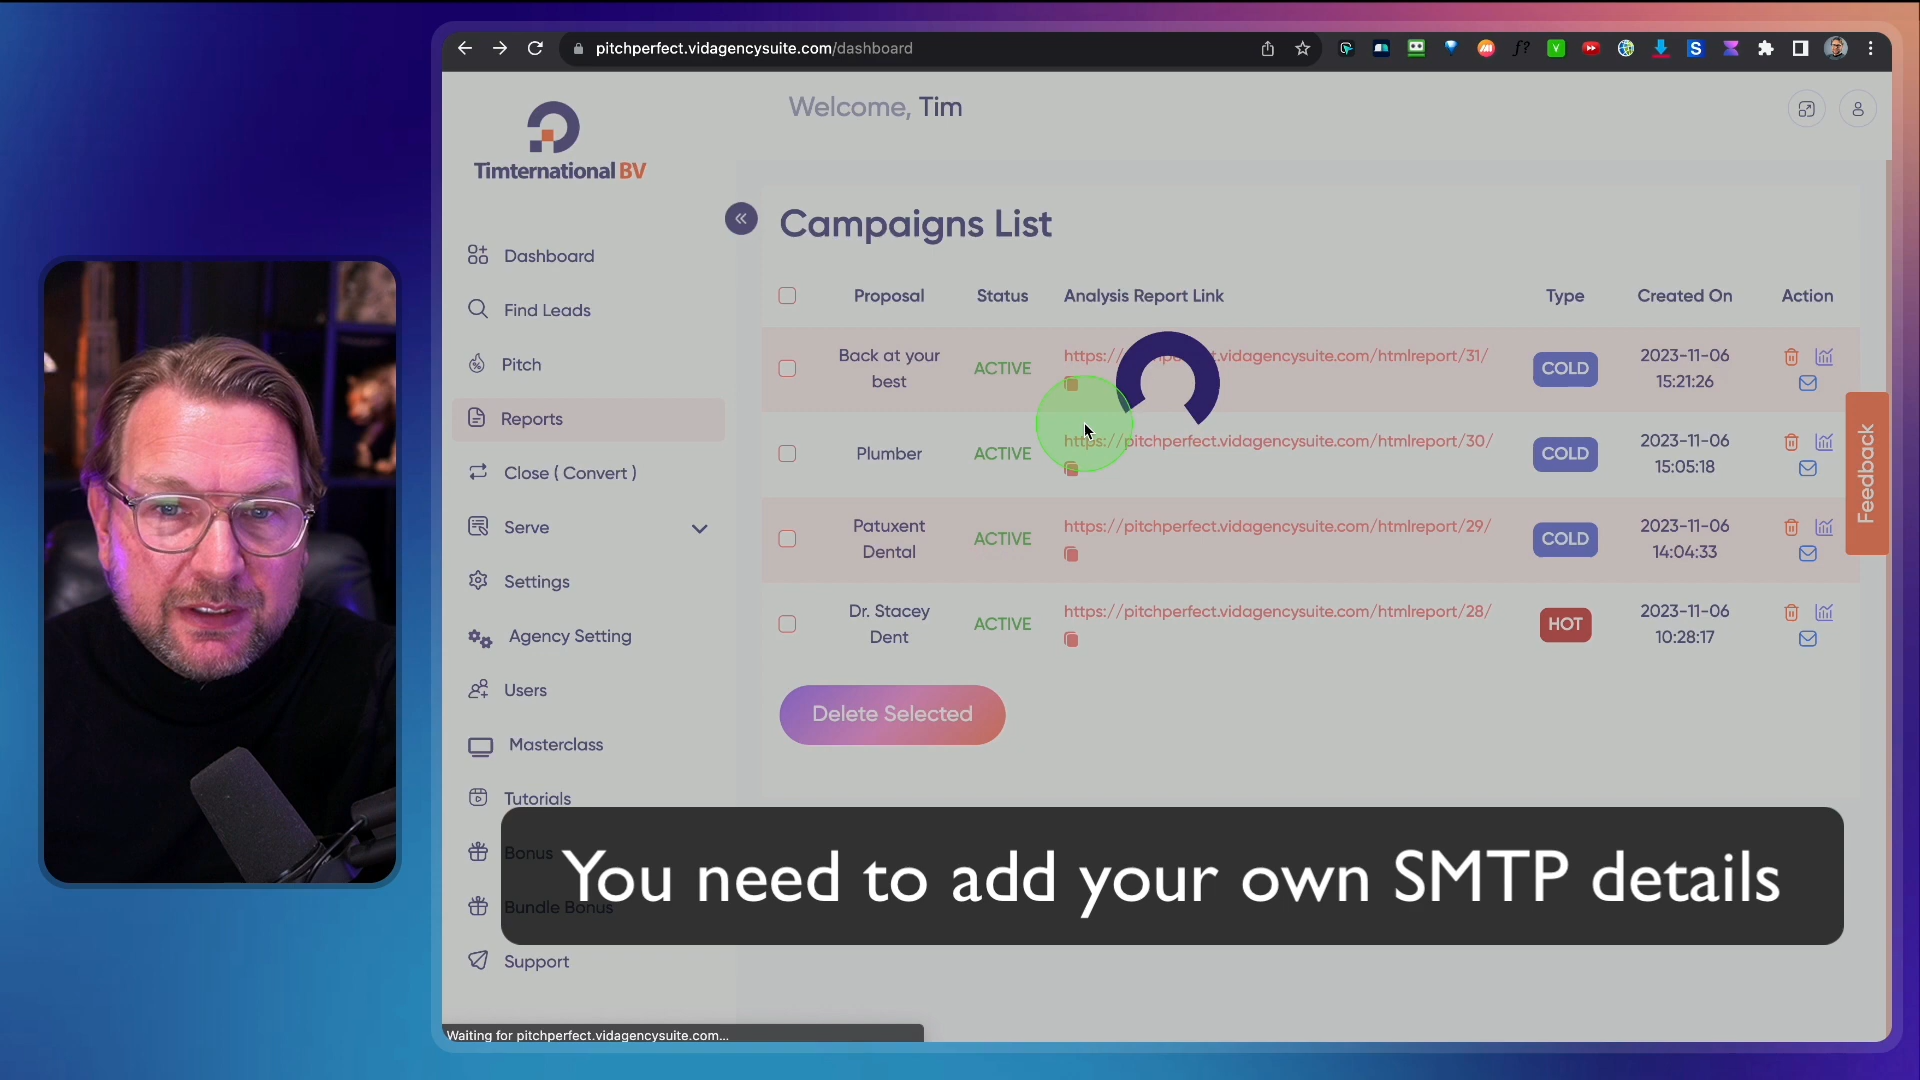 pitchperfect.vidagencysuite.com/dashboard
Timternational BV
Welcome, Tim
Dashboard
Find Leads
Pitch
Reports
Close ( Convert )
Serve
Settings
Agency Setting
Users
Masterclass
Tutorials
Bonus
Bundle Bonus
Support
Campaigns List
Proposal Status Analysis Report Link Type Created On Action
Back at your best ACTIVE https://pitchperfect.vidagencysuite.com/htmlreport/31/ COLD 2023-11-06 15:21:26
Plumber ACTIVE https://pitchperfect.vidagencysuite.com/htmlreport/30/ COLD 2023-11-06 15:05:18
Patuxent Dental ACTIVE https://pitchperfect.vidagencysuite.com/htmlreport/29/ COLD 2023-11-06 14:04:33
Dr. Stacey Dent ACTIVE https://pitchperfect.vidagencysuite.com/htmlreport/28/ HOT 2023-11-06 10:28:17
Delete Selected
Feedback
You need to add your own SMTP details
Waiting for pitchperfect.vidagencysuite.com...